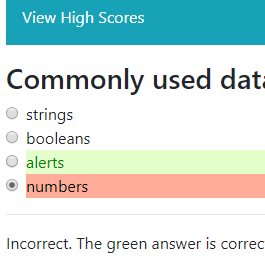 View High Scores
Commonly used data
strings
booleans
alerts
numbers
Incorrect. The green answer is correc